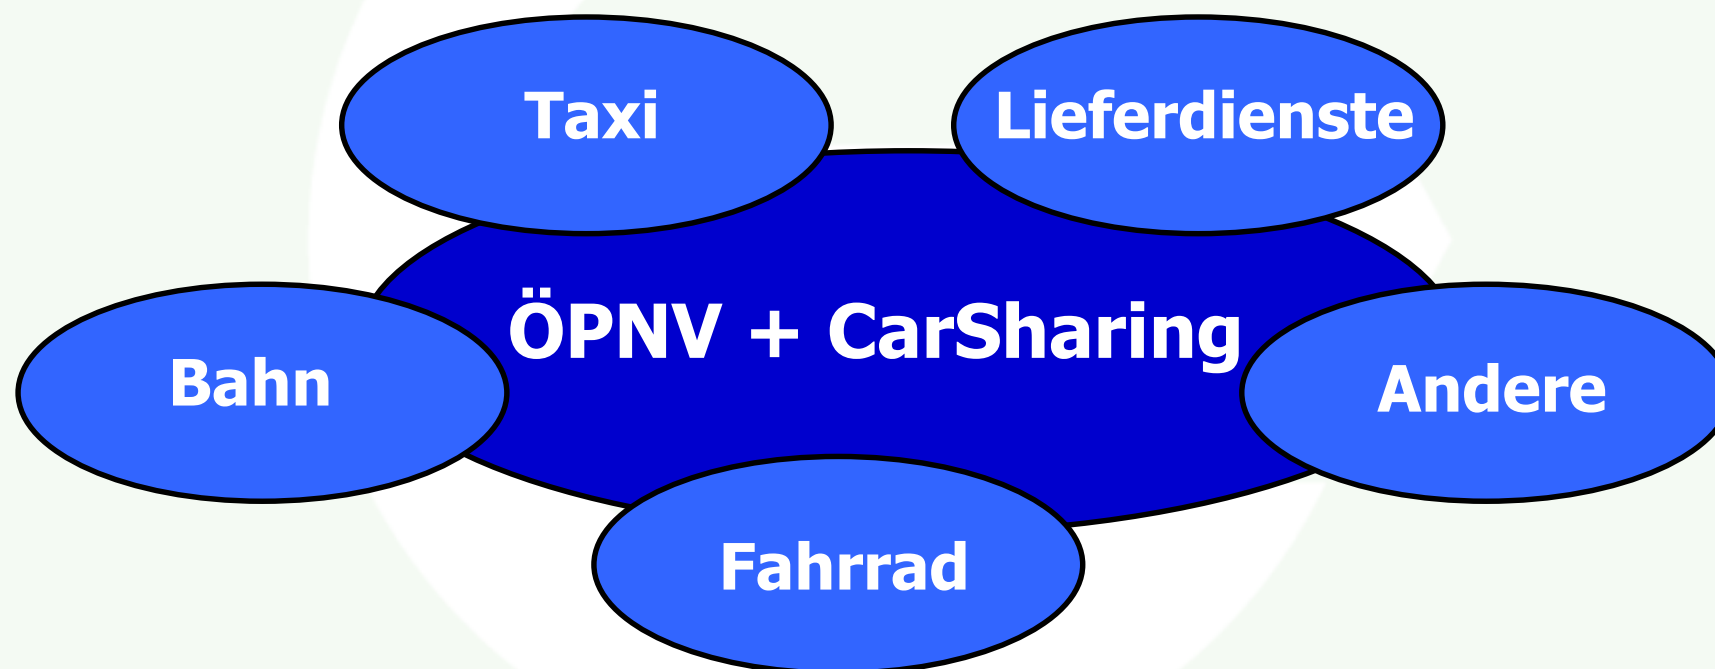 Taxi
Lieferdienste
ÖPNV + CarSharing
Bahn
Andere
Fahrrad